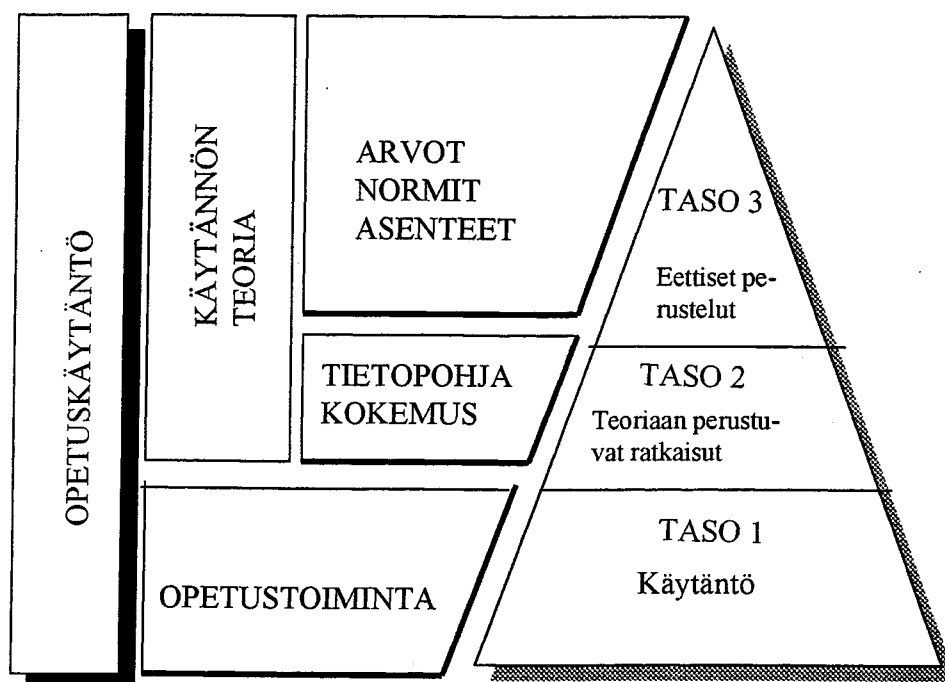 OPETUSKÄYTÄNTÖ
KÄYTÄNNÖN
TEORIA
ARVOT
NORMIT
ASENTEET
TIETOPOHJA
KOKEMUS
OPETUSTOIMINTA
TASO 3
Eettiset pe-
rustelut
TASO 2
Teoriaan perustu-
vat ratkaisut
TASO 1
Käytäntö